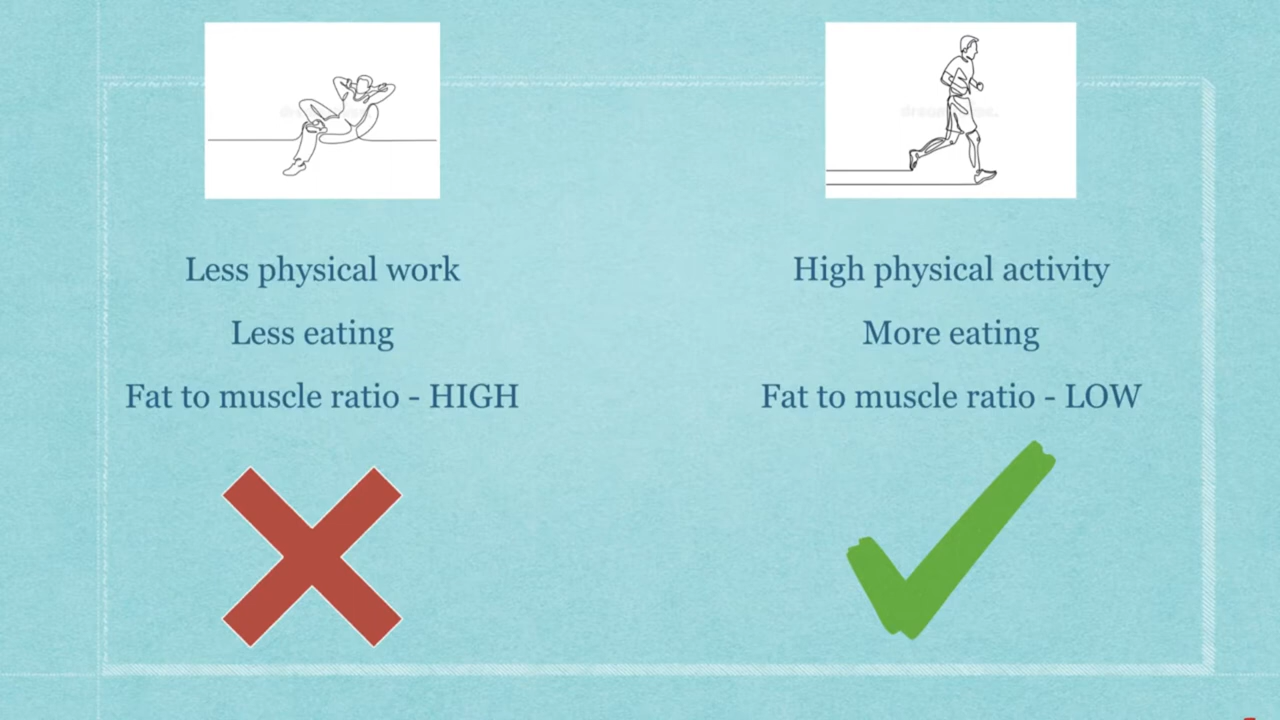 Less physical work
Less eating
Fat to muscle ratio - HIGH
High physical activity
More eating
Fat to muscle ratio - LOW